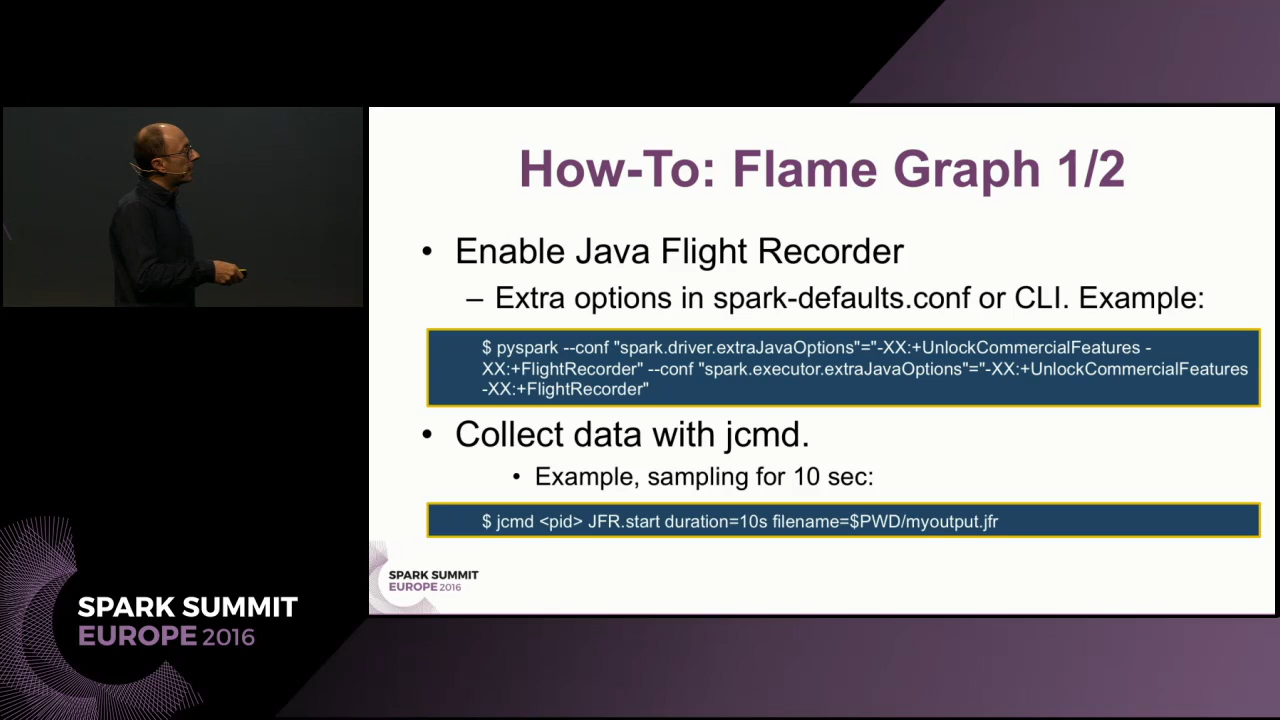 How-To: Flame Graph 1/2
• Enable Java Flight Recorder
– Extra options in spark-defaults.conf or CLI. Example:
$ pyspark --conf "spark.driver.extraJavaOptions"="-XX:+UnlockCommercialFeatures -
XX:+FlightRecorder" --conf "spark.executor.extraJavaOptions"="-XX:+UnlockCommercialFeatures
-XX:+FlightRecorder"
• Collect data with jcmd.
• Example, sampling for 10 sec:
$ jcmd <pid> JFR.start duration=10s filename=$PWD/myoutput.jfr
SPARK SUMMIT
EUROPE 2016
SPARK SUMMIT
EUROPE 2016